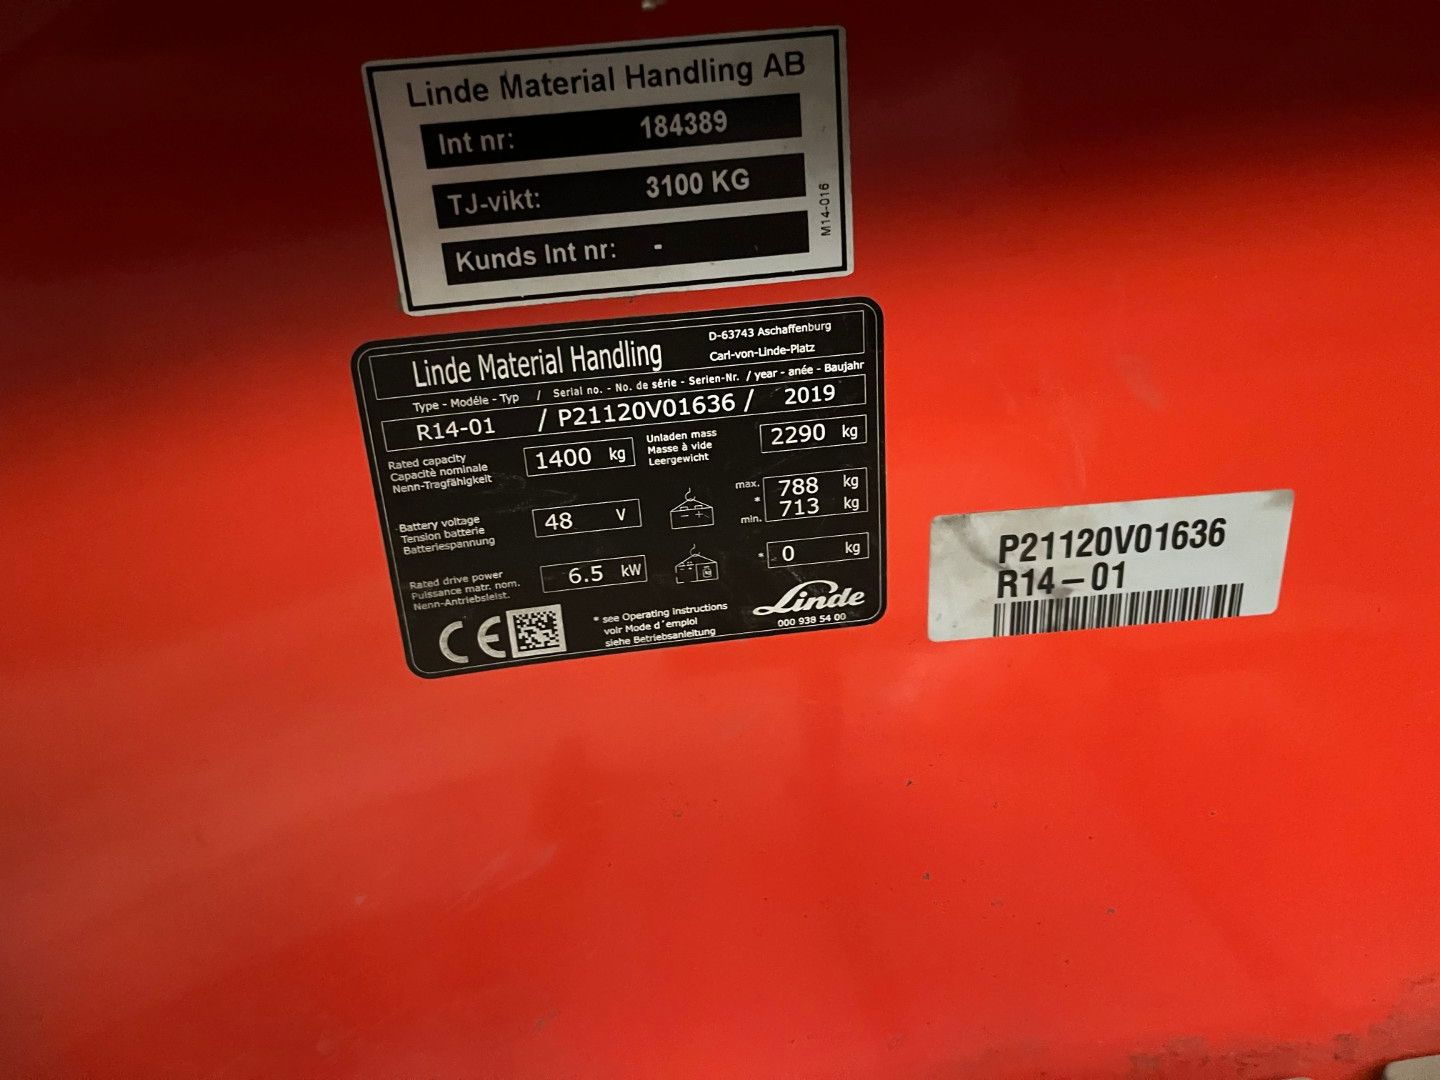 Linde Material Handling AB
Int nr: 184389
TJ-vikt: 3100 KG
Kunds Int nr: -
M14-016
Linde Material Handling
D-63743 Aschaffenburg
Carl-von-Linde-Platz
Type - Modéle - Typ / Serial no. - No. de série - Serien-Nr. / year - anée - Baujahr
R14-01 / P21120V01636 / 2019
Rated capacity
Capacitè nominale
Nenn-Tragfähigkeit
1400 kg
Unladen mass
Masse à vide
Leergewicht
2290 kg
Battery voltage
Tension batterie
Batteriespannung
48 V
max. 788 kg
*
min. 713 kg
Rated drive power
Puissance matr. nom.
Nenn-Antriebsleist.
6.5 kW
* 0 kg
CE
* see Operating instructions
voir Mode d´emploi
siehe Betriebsanleitung
Linde
000 938 54 00
P21120V01636
R14-01